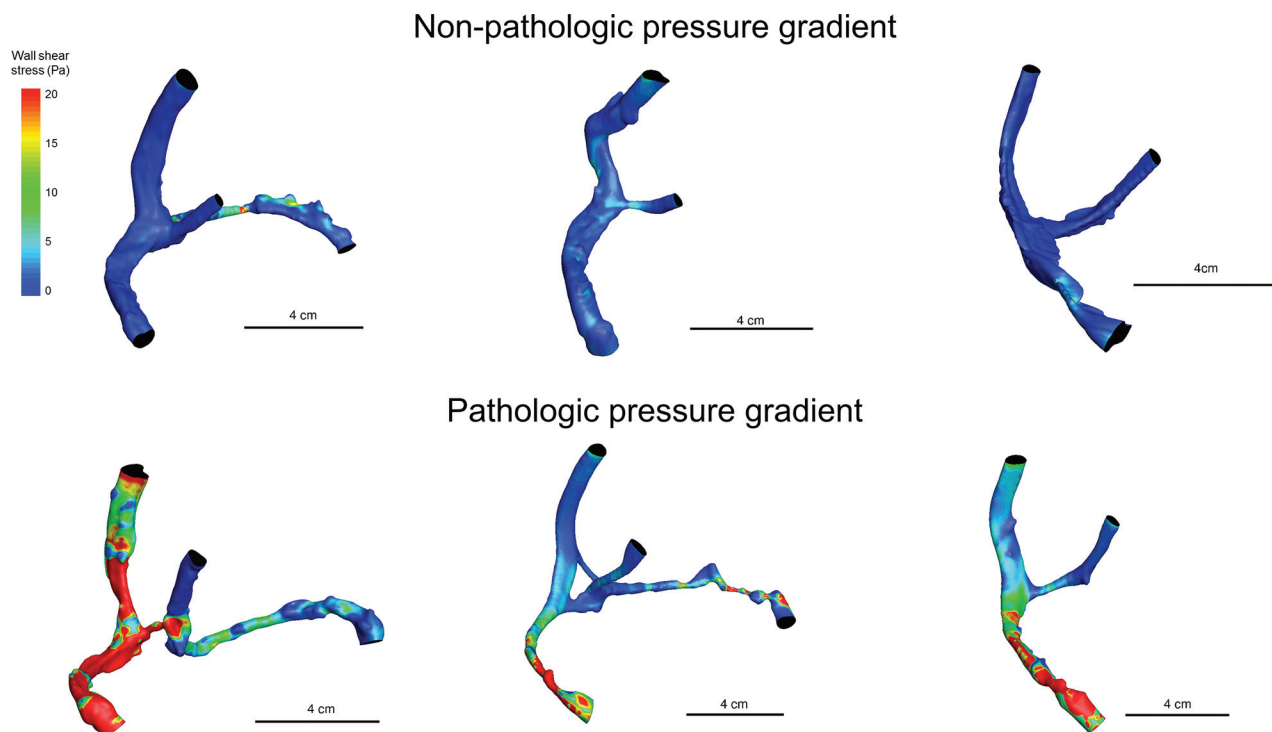 Non-pathologic pressure gradient
Wall shear
stress (Pa)
20
15
10
5
0
4 cm
4 cm
4cm
Pathologic pressure gradient
4 cm
4 cm
4 cm